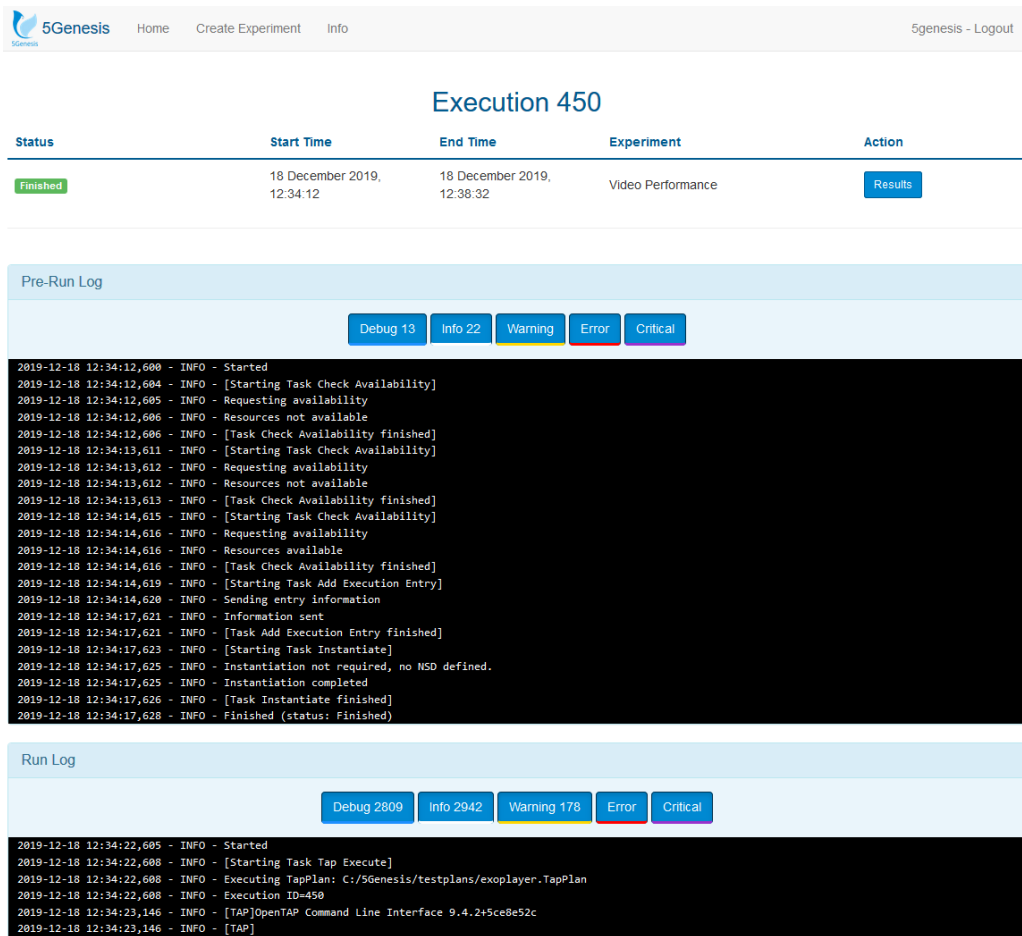 5Genesis
5Genesis Home Create Experiment Info 5genesis - Logout
Execution 450
Status Start Time End Time Experiment Action
Finished 18 December 2019, 12:34:12 18 December 2019, 12:38:32 Video Performance Results
Pre-Run Log
Debug 13 Info 22 Warning Error Critical
2019-12-18 12:34:12,600 - INFO - Started
2019-12-18 12:34:12,604 - INFO - [Starting Task Check Availability]
2019-12-18 12:34:12,605 - INFO - Requesting availability
2019-12-18 12:34:12,606 - INFO - Resources not available
2019-12-18 12:34:12,606 - INFO - [Task Check Availability finished]
2019-12-18 12:34:13,611 - INFO - [Starting Task Check Availability]
2019-12-18 12:34:13,612 - INFO - Requesting availability
2019-12-18 12:34:13,612 - INFO - Resources not available
2019-12-18 12:34:13,613 - INFO - [Task Check Availability finished]
2019-12-18 12:34:14,615 - INFO - [Starting Task Check Availability]
2019-12-18 12:34:14,616 - INFO - Requesting availability
2019-12-18 12:34:14,616 - INFO - Resources available
2019-12-18 12:34:14,616 - INFO - [Task Check Availability finished]
2019-12-18 12:34:14,619 - INFO - [Starting Task Add Execution Entry]
2019-12-18 12:34:14,620 - INFO - Sending entry information
2019-12-18 12:34:17,621 - INFO - Information sent
2019-12-18 12:34:17,621 - INFO - [Task Add Execution Entry finished]
2019-12-18 12:34:17,623 - INFO - [Starting Task Instantiate]
2019-12-18 12:34:17,625 - INFO - Instantiation not required, no NSD defined.
2019-12-18 12:34:17,625 - INFO - Instantiation completed
2019-12-18 12:34:17,626 - INFO - [Task Instantiate finished]
2019-12-18 12:34:17,628 - INFO - Finished (status: Finished)
Run Log
Debug 2809 Info 2942 Warning 178 Error Critical
2019-12-18 12:34:22,605 - INFO - Started
2019-12-18 12:34:22,608 - INFO - [Starting Task Tap Execute]
2019-12-18 12:34:22,608 - INFO - Executing TapPlan: C:/5Genesis/testplans/exoplayer.TapPlan
2019-12-18 12:34:22,608 - INFO - Execution ID=450
2019-12-18 12:34:23,146 - INFO - [TAP]OpenTAP Command Line Interface 9.4.2+5ce8e52c
2019-12-18 12:34:23,146 - INFO - [TAP]